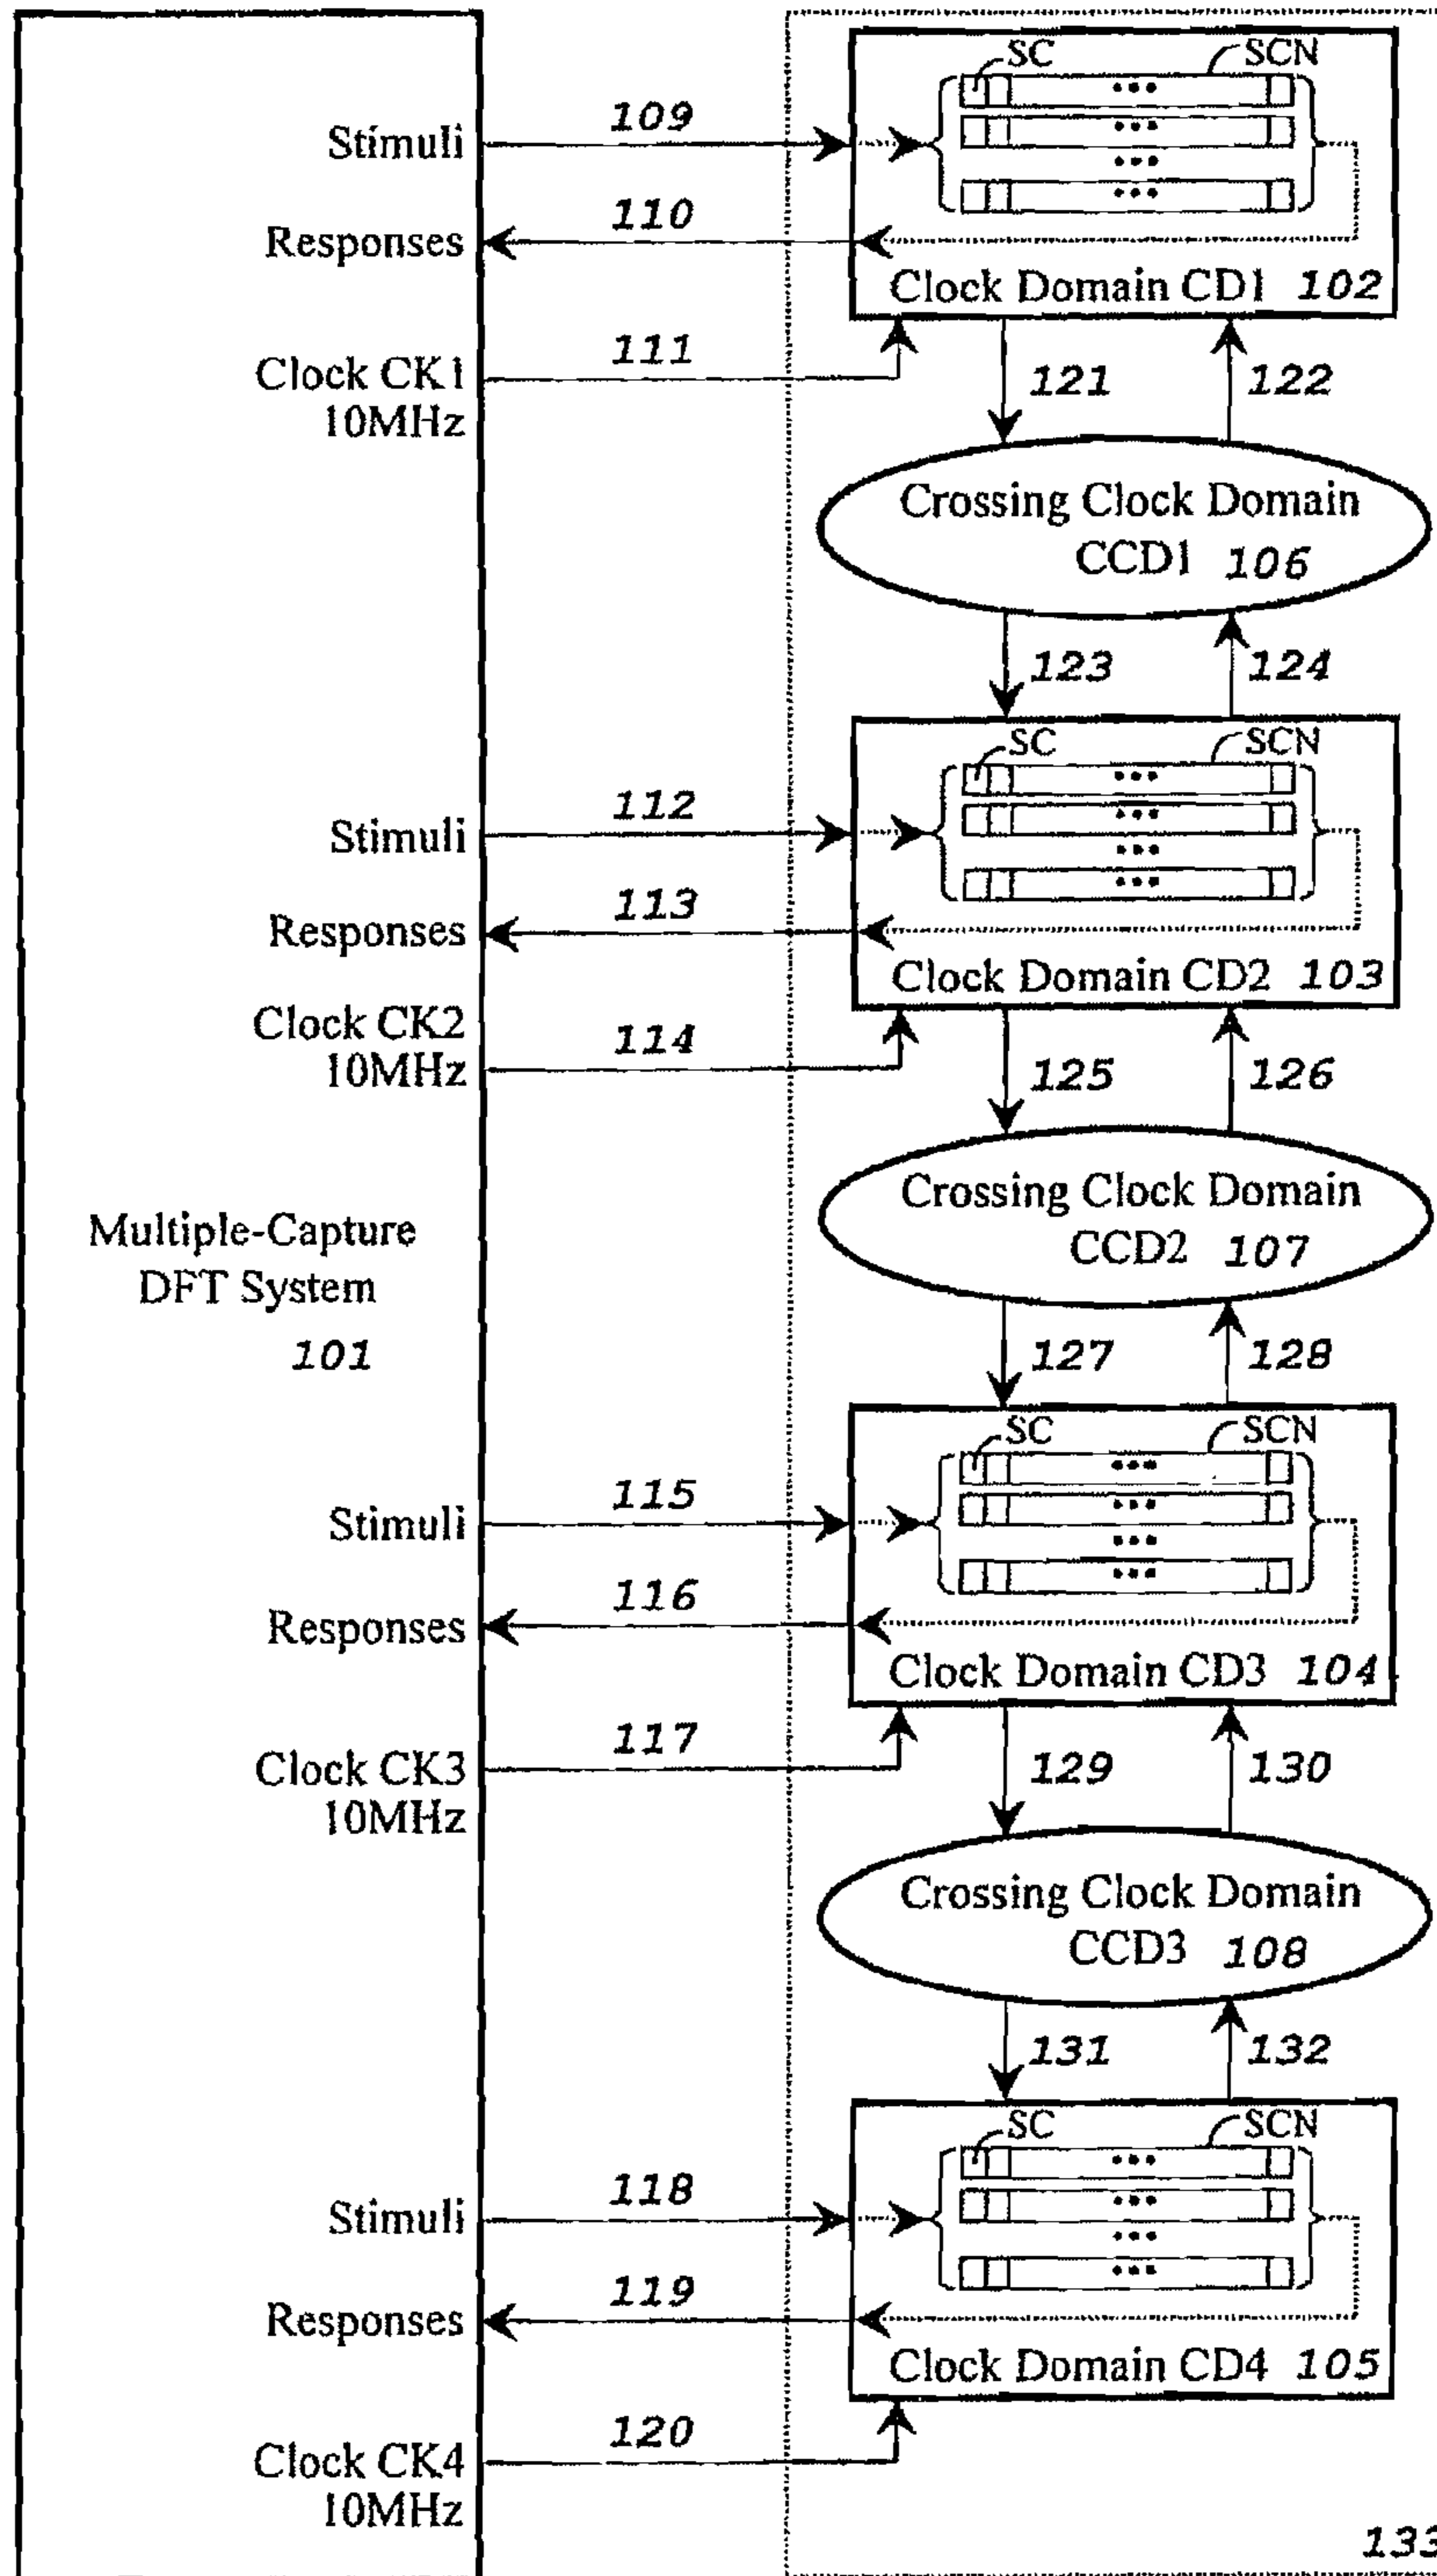 SC SCN
Stimuli 109
Responses 110
Clock Domain CD1 102
Clock CK1 111
10MHz
121 122
Crossing Clock Domain
CCD1 106
123 124
SC SCN
Stimuli 112
Responses 113
Clock Domain CD2 103
Clock CK2 114
10MHz
125 126
Crossing Clock Domain
CCD2 107
Multiple-Capture
DFT System
101
127 128
SC SCN
Stimuli 115
Responses 116
Clock Domain CD3 104
Clock CK3 117
10MHz
129 130
Crossing Clock Domain
CCD3 108
131 132
SC SCN
Stimuli 118
Responses 119
Clock Domain CD4 105
Clock CK4 120
10MHz
133